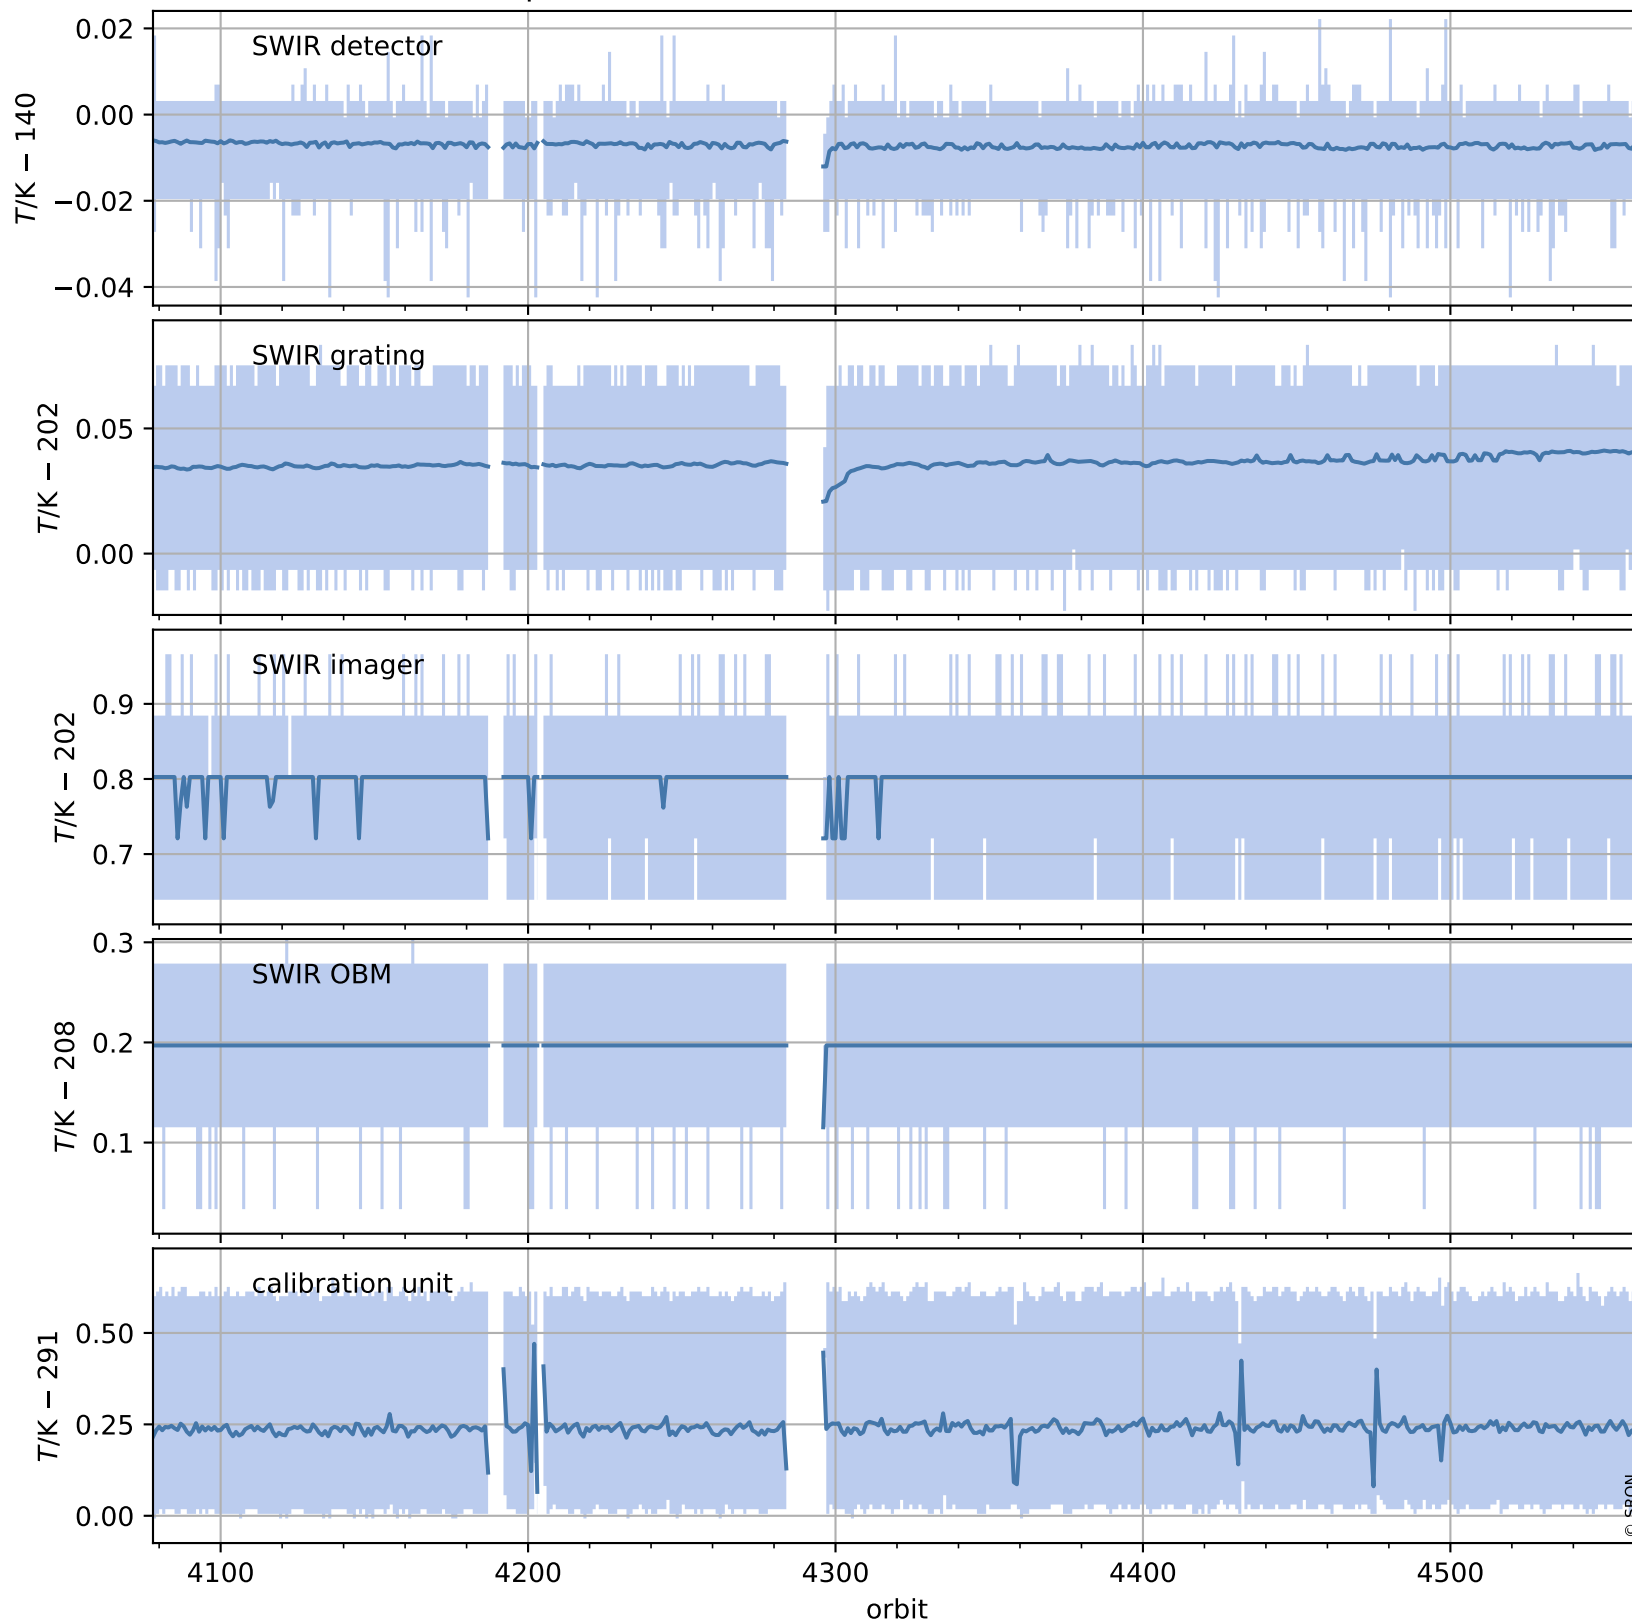 0.02
SWIR detector
0.00
T/K − 140
−0.02
−0.04
SWIR grating
0.05
T/K − 202
0.00
SWIR imager
0.9
0.8
T/K − 202
0.7
0.3
SWIR OBM
0.2
T/K − 208
0.1
calibration unit
0.50
T/K − 291
0.25
0.00
© SRON
4100 4200 4300 4400 4500
orbit